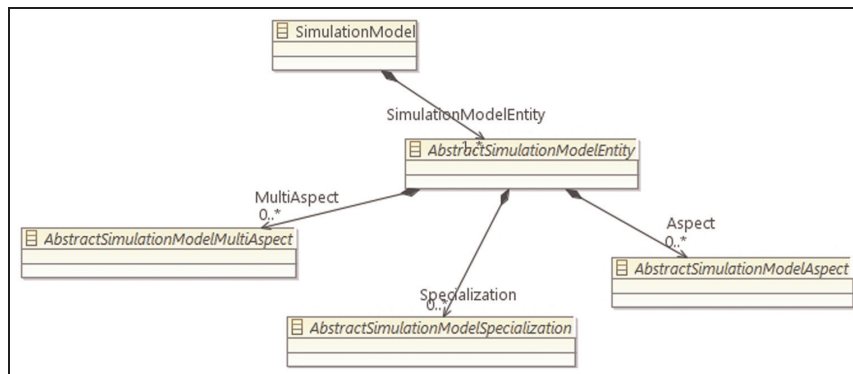 SimulationModel
SimulationModelEntity
1..*
AbstractSimulationModelEntity
MultiAspect
0..*
Aspect
0..*
AbstractSimulationModelMultiAspect
AbstractSimulationModelAspect
Specialization
0..*
AbstractSimulationModelSpecialization